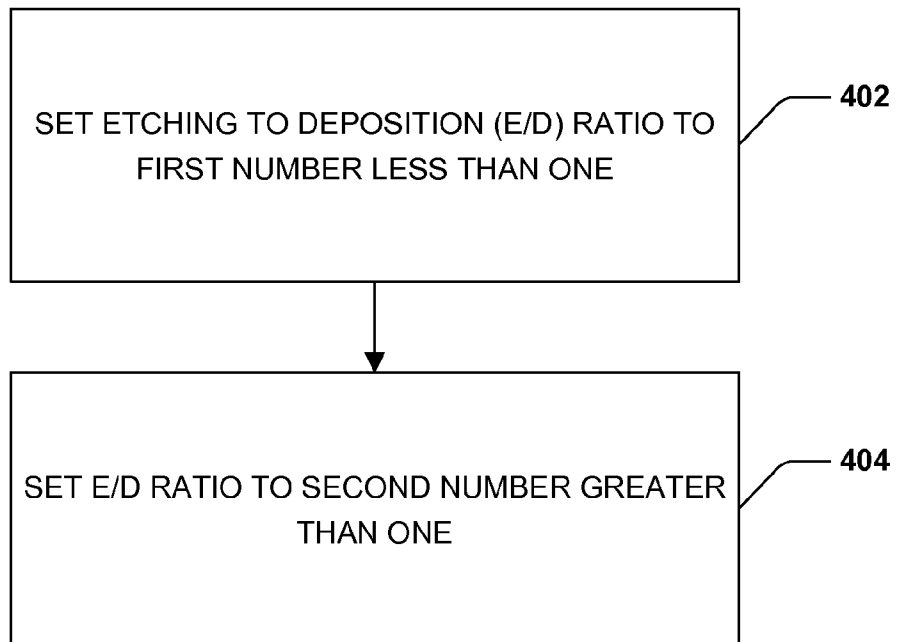 SET ETCHING TO DEPOSITION (E/D) RATIO TO
FIRST NUMBER LESS THAN ONE
402
SET E/D RATIO TO SECOND NUMBER GREATER
THAN ONE
404